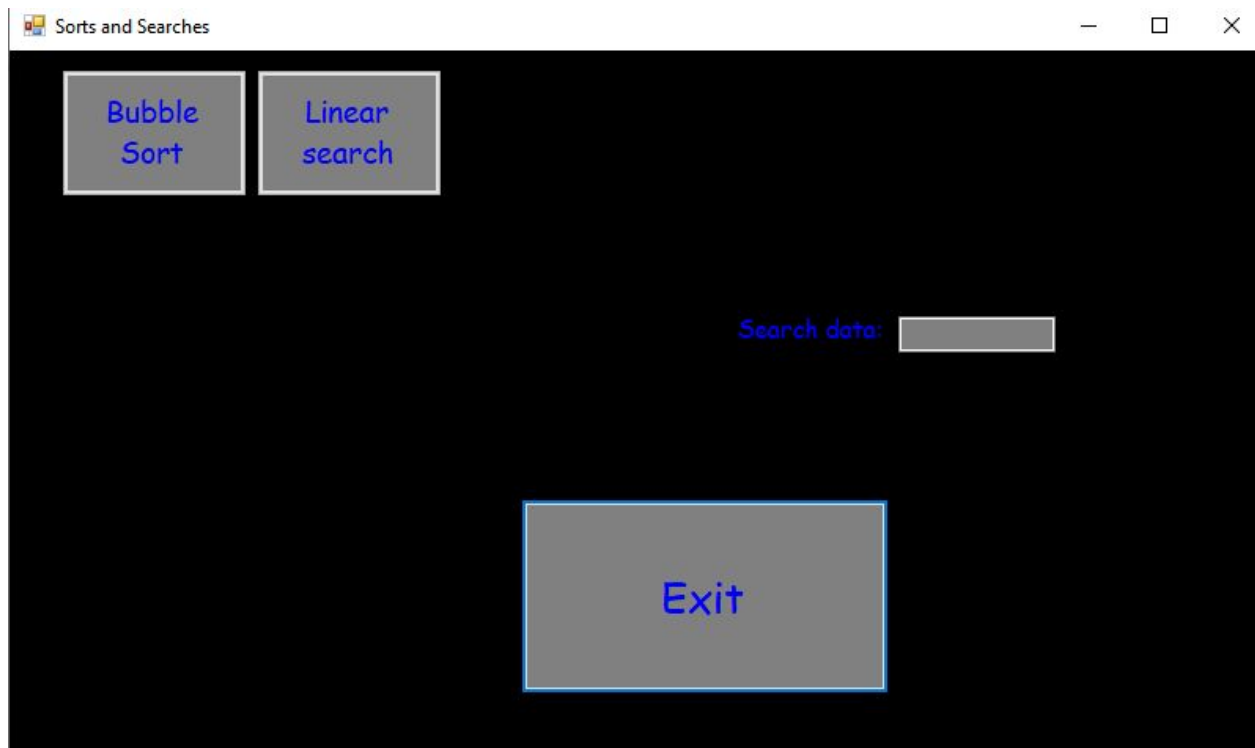 Sorts and Searches
Bubble
Sort
Linear
search
Search data:
Exit